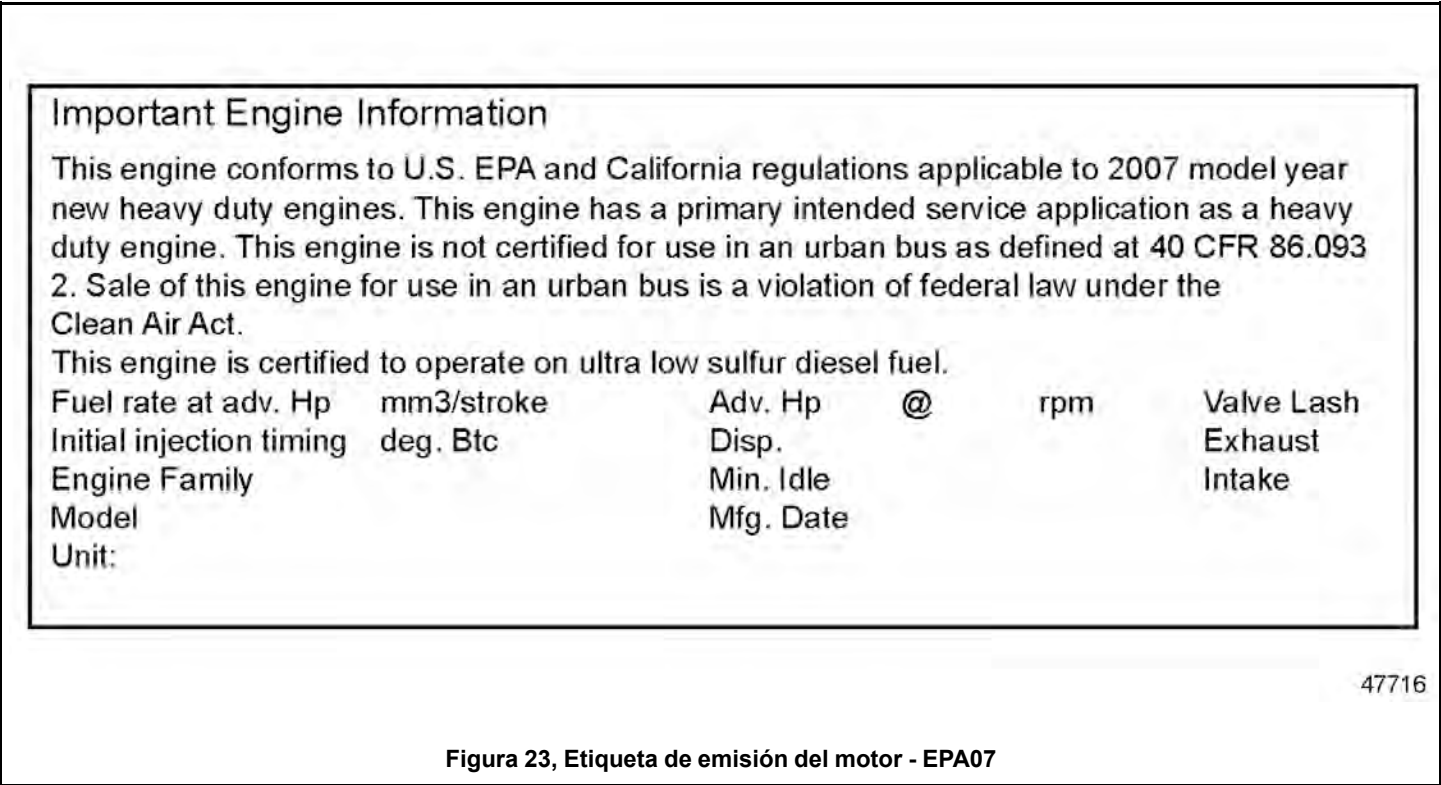 Important Engine Information
This engine conforms to U.S. EPA and California regulations applicable to 2007 model year
new heavy duty engines. This engine has a primary intended service application as a heavy
duty engine. This engine is not certified for use in an urban bus as defined at 40 CFR 86.093
2. Sale of this engine for use in an urban bus is a violation of federal law under the
Clean Air Act.
This engine is certified to operate on ultra low sulfur diesel fuel.
Fuel rate at adv. Hp mm3/stroke Adv. Hp @ rpm Valve Lash
Initial injection timing deg. Btc Disp. Exhaust
Engine Family Min. Idle Intake
Model Mfg. Date
Unit:
47716
Figura 23, Etiqueta de emisión del motor - EPA07